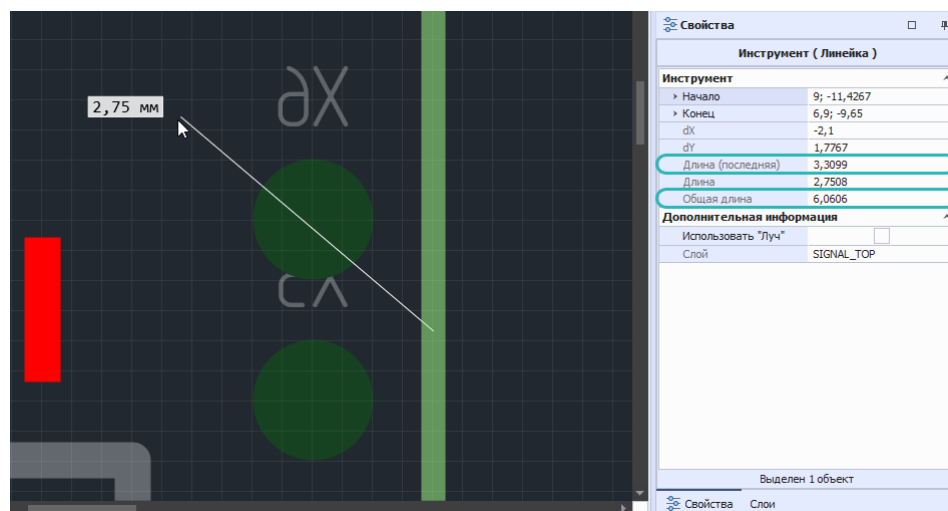 Свойства
Инструмент ( Линейка )
Инструмент
Начало 9; -11,4267
Конец 6,9; -9,65
dX -2,1
dY 1,7767
Длина (последняя) 3,3099
Длина 2,7508
Общая длина 6,0606
Дополнительная информация
Использовать "Луч"
Слой SIGNAL_TOP
2,75 мм
Выделен 1 объект
Свойства Слои